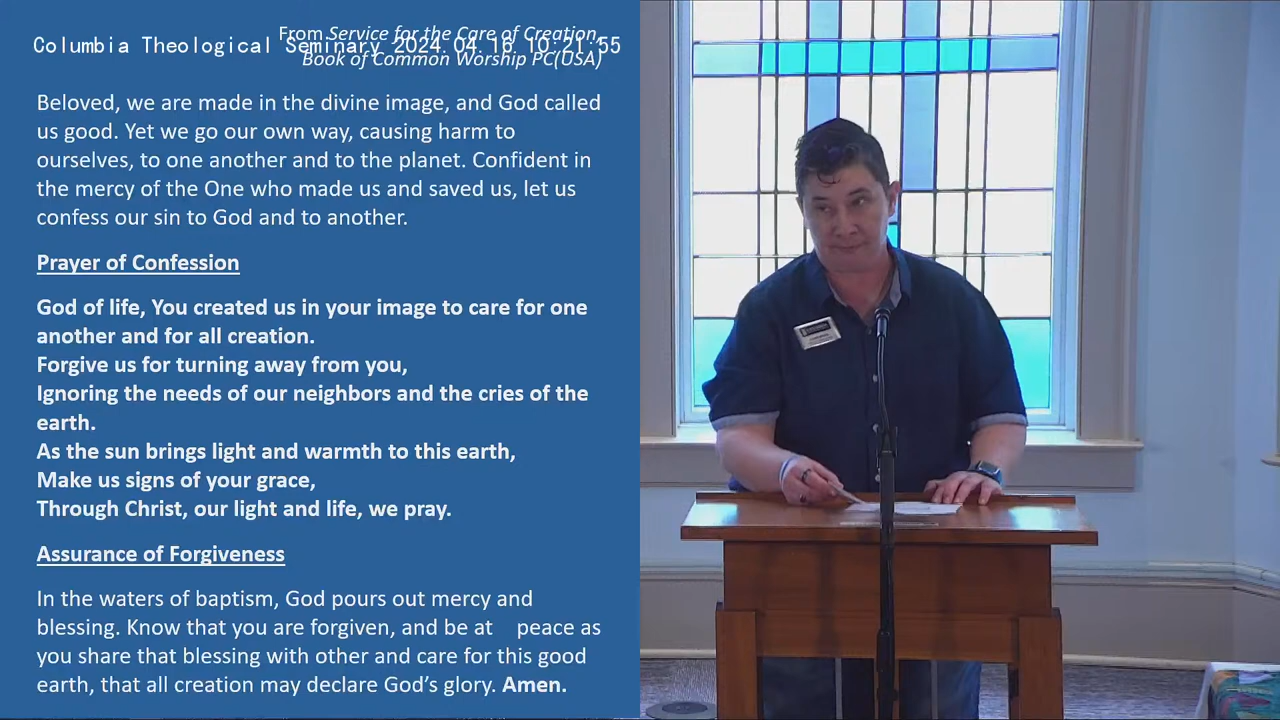 From Service for the Care of Creation,
Columbia Theological Seminary 2024.04.16 10:21:55
Book of Common Worship PC(USA)
Beloved, we are made in the divine image, and God called
us good. Yet we go our own way, causing harm to
ourselves, to one another and to the planet. Confident in
the mercy of the One who made us and saved us, let us
confess our sin to God and to another.
Prayer of Confession
God of life, You created us in your image to care for one
another and for all creation.
Forgive us for turning away from you,
Ignoring the needs of our neighbors and the cries of the
earth.
As the sun brings light and warmth to this earth,
Make us signs of your grace,
Through Christ, our light and life, we pray.
Assurance of Forgiveness
In the waters of baptism, God pours out mercy and
blessing. Know that you are forgiven, and be at peace as
you share that blessing with other and care for this good
earth, that all creation may declare God’s glory. Amen.